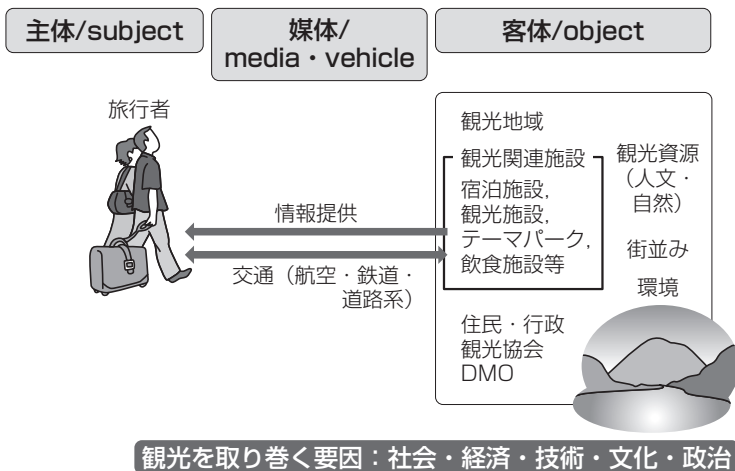 主体/subject
媒体/
media・vehicle
客体/object
旅行者
情報提供
交通（航空・鉄道・
道路系）
観光地域
観光関連施設
宿泊施設,
観光施設,
テーマパーク,
飲食施設等
観光資源
（人文・
自然）
街並み
環境
住民・行政
観光協会
DMO
観光を取り巻く要因：社会・経済・技術・文化・政治